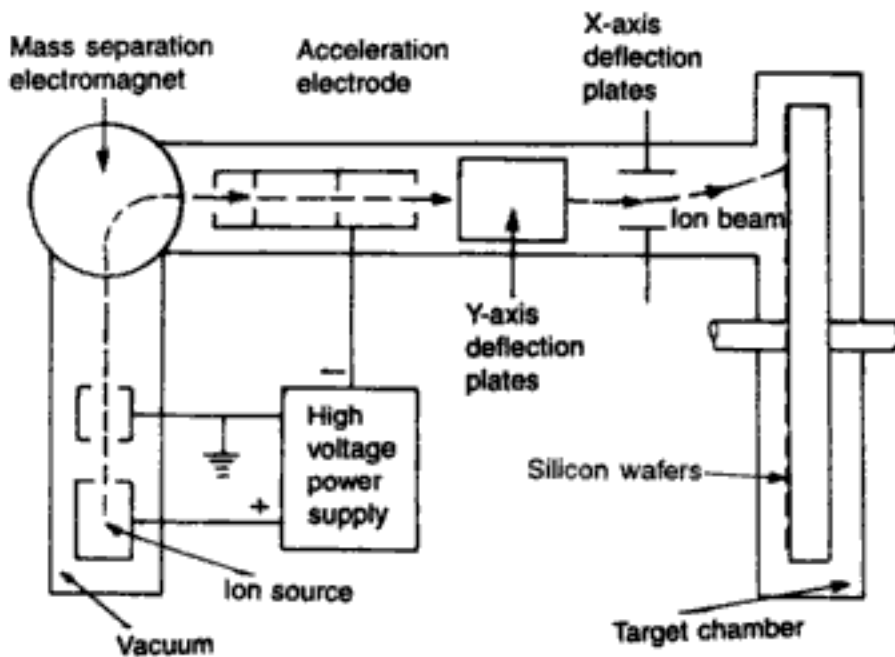 Mass separation
electromagnet
Acceleration
electrode
X-axis
deflection
plates
Ion beam
Y-axis
deflection
plates
−
High
voltage
power
supply
+
Silicon wafers
Ion source
Vacuum
Target chamber